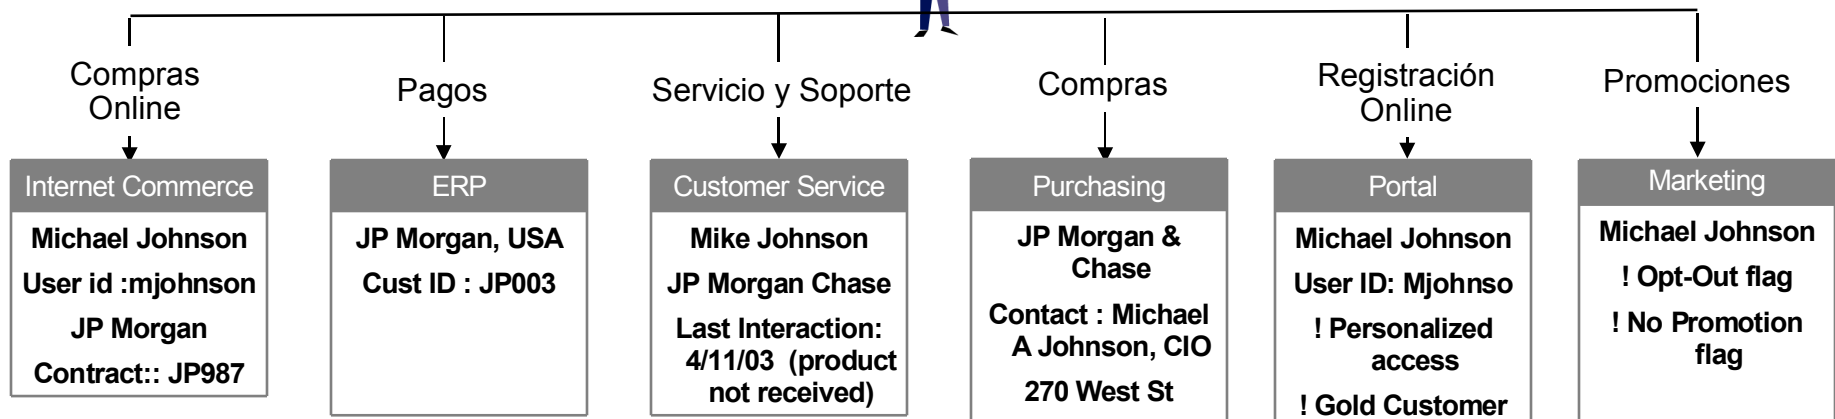 Compras
Online
Pagos
Servicio y Soporte
Compras
Registración
Online
Promociones
Internet Commerce
Michael Johnson
User id :mjohnson
JP Morgan
Contract:: JP987
ERP
JP Morgan, USA
Cust ID : JP003
Customer Service
Mike Johnson
JP Morgan Chase
Last Interaction:
4/11/03 (product
not received)
Purchasing
JP Morgan &
Chase
Contact : Michael
A Johnson, CIO
270 West St
Portal
Michael Johnson
User ID: Mjohnso
! Personalized
access
! Gold Customer
Marketing
Michael Johnson
! Opt-Out flag
! No Promotion
flag